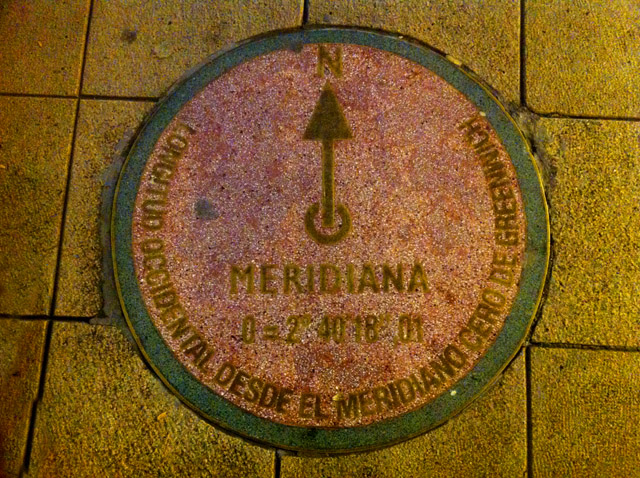 N
MERIDIANA
0 = 2° 40' 18", 01
LONGITUD OCCIDENTAL DESDE EL MERIDIANO CERO DE GREENWICH